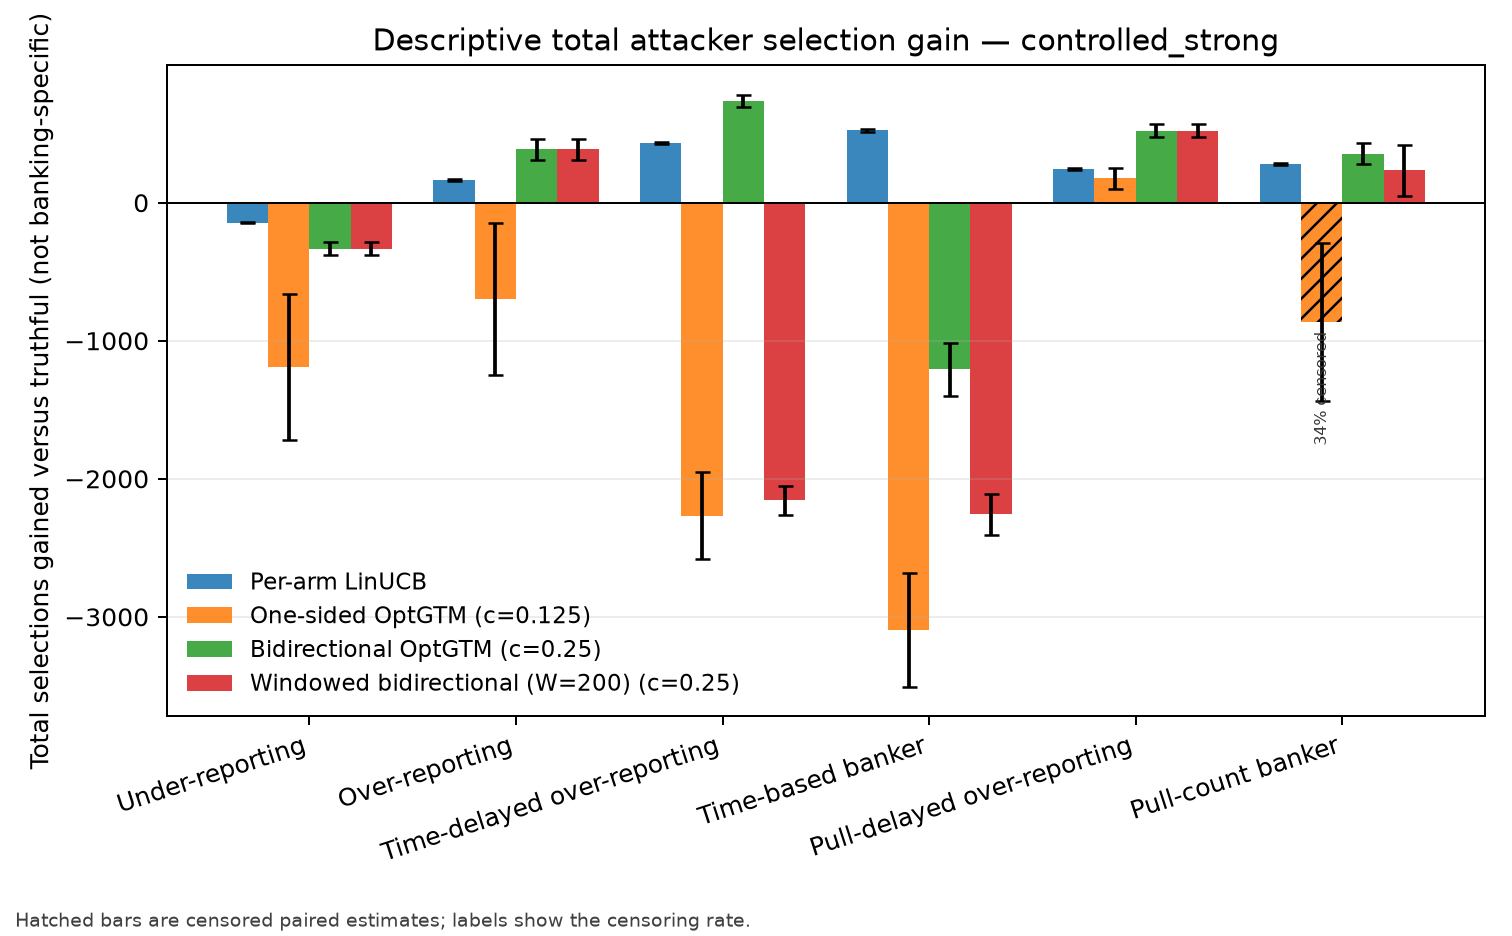 Descriptive total attacker selection gain — controlled_strong
Total selections gained versus truthful (not banking-specific)
0
−1000
−2000
−3000
34% censored
Per-arm LinUCB
One-sided OptGTM (c=0.125)
Bidirectional OptGTM (c=0.25)
Windowed bidirectional (W=200) (c=0.25)
Under-reporting
Over-reporting
Time-delayed over-reporting
Time-based banker
Pull-delayed over-reporting
Pull-count banker
Hatched bars are censored paired estimates; labels show the censoring rate.